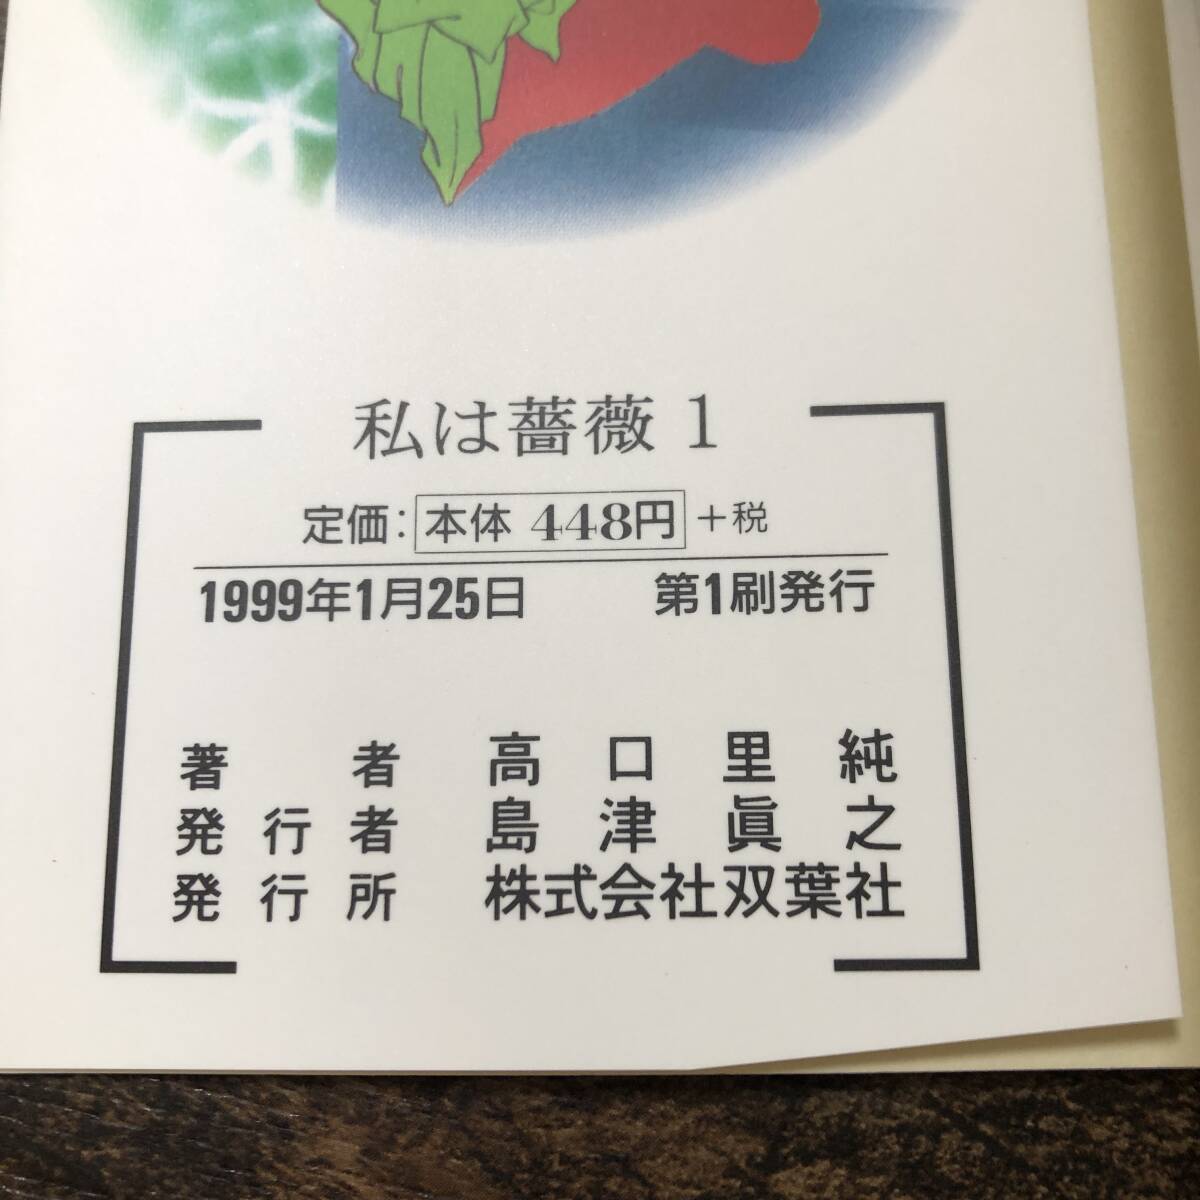 私は薔薇 1
定価：本体 448円 +税
1999年1月25日 第1刷発行
著者 高口里純
発行者 島津眞之
発行所 株式会社双葉社